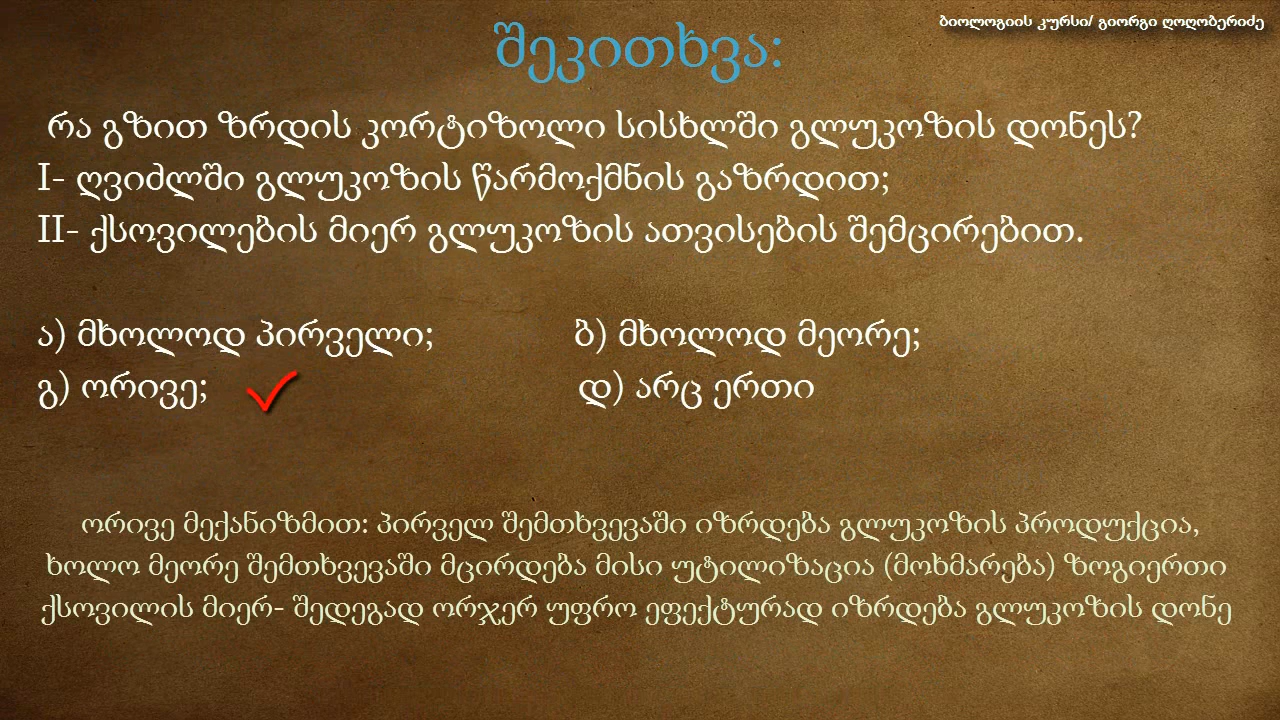 ბიოლოგიის კურსი/ გიორგი ღოღობერიძე
შეკითხვა:
რა გზით ზრდის კორტიზოლი სისხლში გლუკოზის დონეს?
I- ღვიძლში გლუკოზის წარმოქმნის გაზრდით;
II- ქსოვილების მიერ გლუკოზის ათვისების შემცირებით.
ა) მხოლოდ პირველი; ბ) მხოლოდ მეორე;
გ) ორივე; დ) არც ერთი
ორივე მექანიზმით: პირველ შემთხვევაში იზრდება გლუკოზის პროდუქცია,
ხოლო მეორე შემთხვევაში მცირდება მისი უტილიზაცია (მოხმარება) ზოგიერთი
ქსოვილის მიერ- შედეგად ორჯერ უფრო ეფექტურად იზრდება გლუკოზის დონე